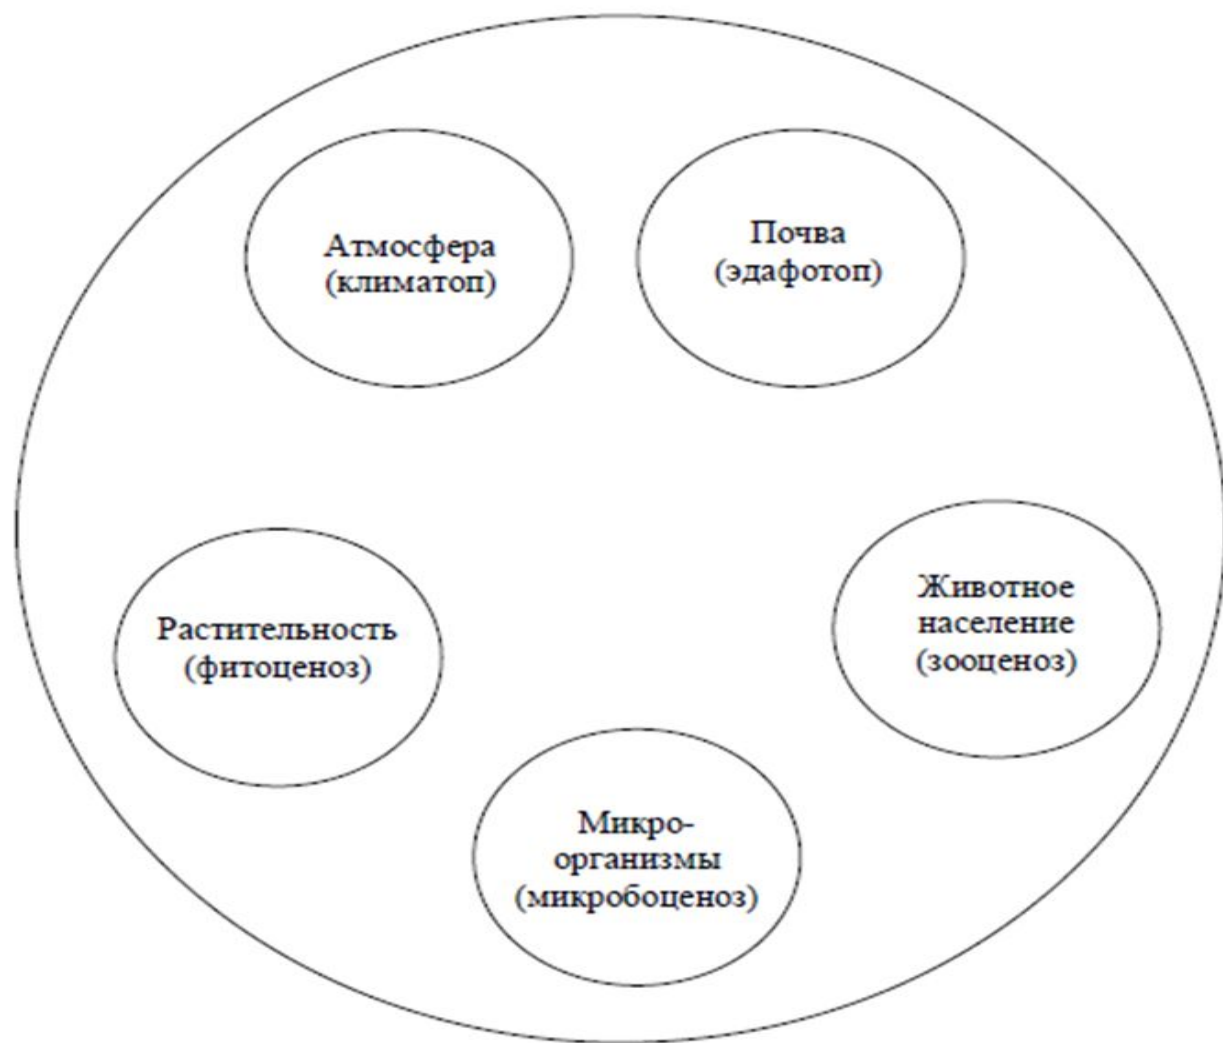 Атмосфера
(климатоп)
Почва
(эдафотоп)
Растительность
(фитоценоз)
Животное
население
(зооценоз)
Микро-
организмы
(микробоценоз)